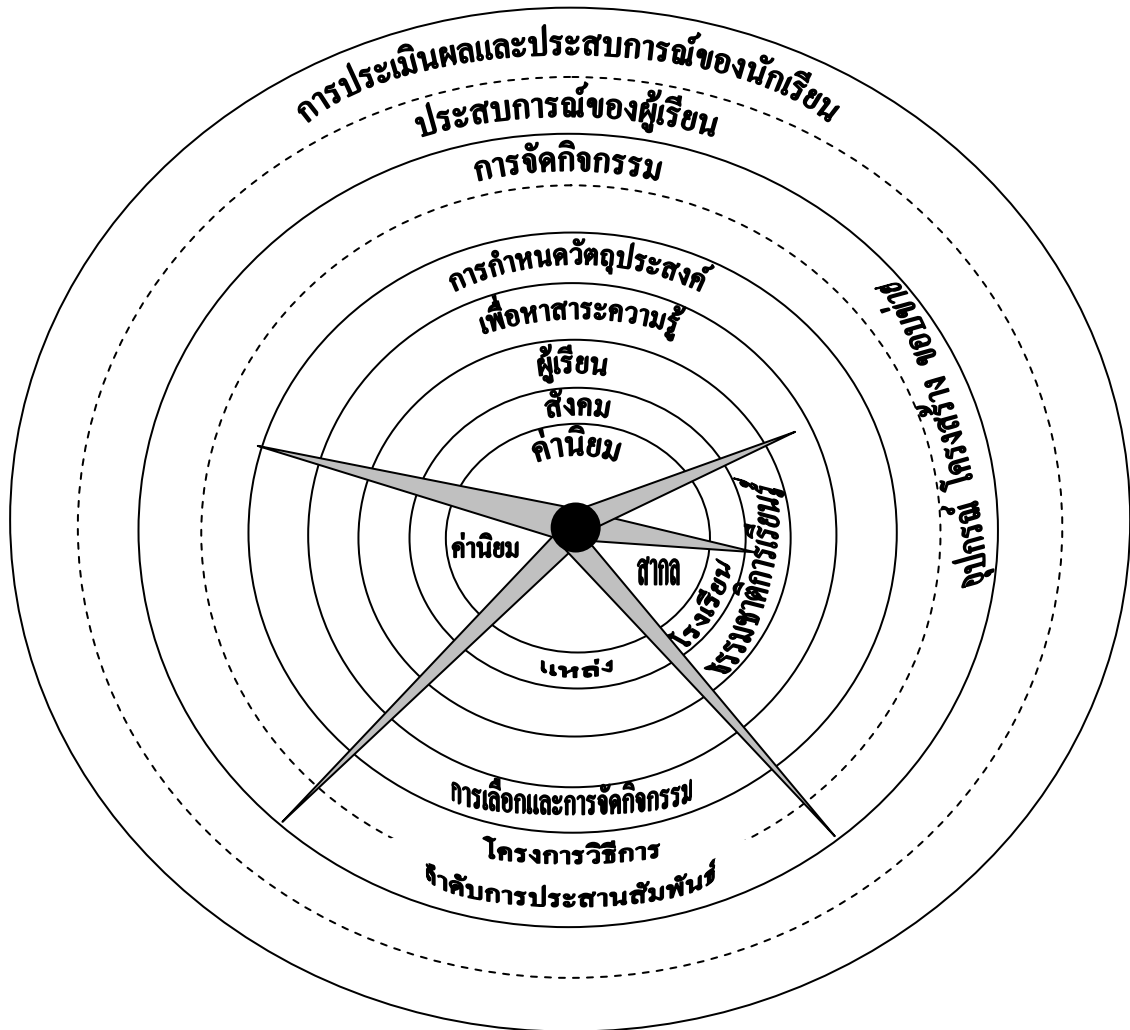 การประเมินผลและประสบการณ์ของนักเรียน
ประสบการณ์ของผู้เรียน
การจัดกิจกรรม
การกำหนดวัตถุประสงค์
เพื่อหาสาระความรู้
ผู้เรียน
สังคม
ค่านิยม
ค่านิยม
สากล
โรงเรียน
ธรรมชาติการเรียนรู้
อุปกรณ์ โครงสร้าง ขอบข่าย
แหล่ง
การเลือกและการจัดกิจกรรม
โครงการวิธีการ
ลำดับการประสานสัมพันธ์